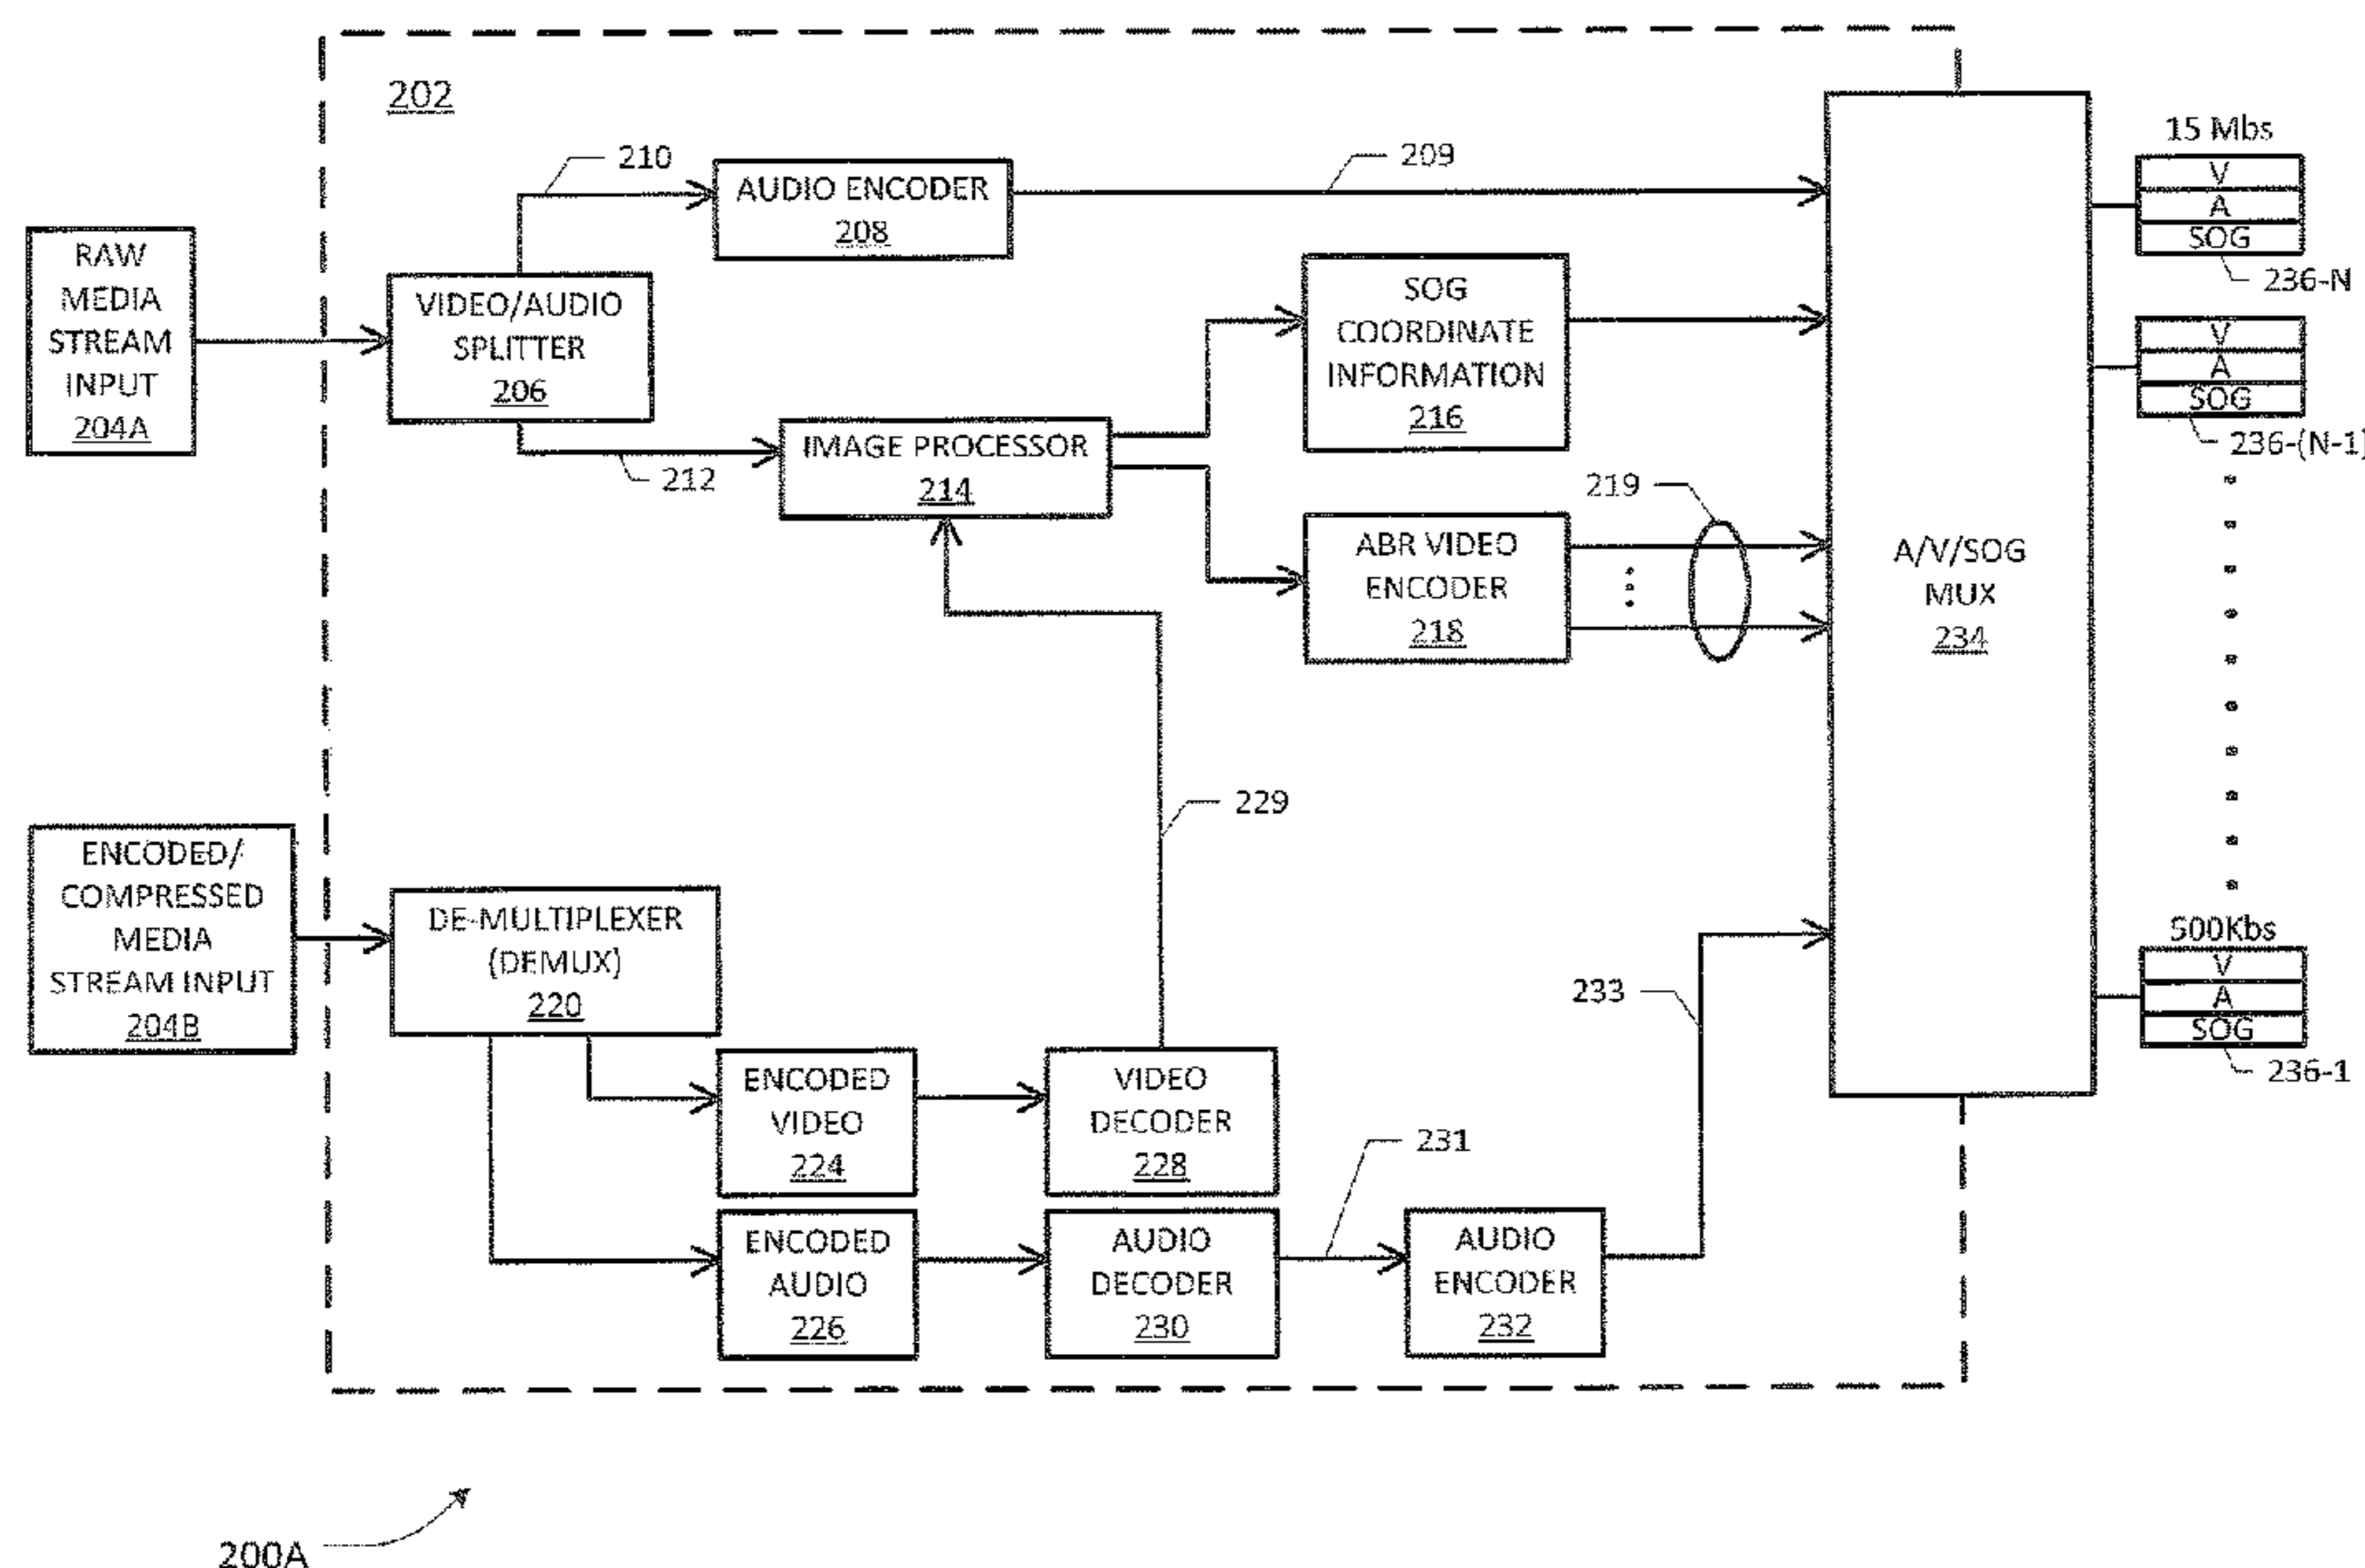 202
210
AUDIO ENCODER
208
209
RAW
MEDIA
STREAM
INPUT
204A
VIDEO/AUDIO
SPLITTER
206
212
IMAGE PROCESSOR
214
SOG
COORDINATE
INFORMATION
216
219
ABR VIDEO
ENCODER
218
A/V/SOG
MUX
234
15 Mbs
V
A
SOG
236-N
V
A
SOG
236-(N-1)
229
ENCODED/
COMPRESSED
MEDIA
STREAM INPUT
204B
DE-MULTIPLEXER
(DEMUX)
220
500Kbs
V
A
SOG
236-1
233
ENCODED
VIDEO
224
VIDEO
DECODER
228
231
ENCODED
AUDIO
226
AUDIO
DECODER
230
AUDIO
ENCODER
232
200A